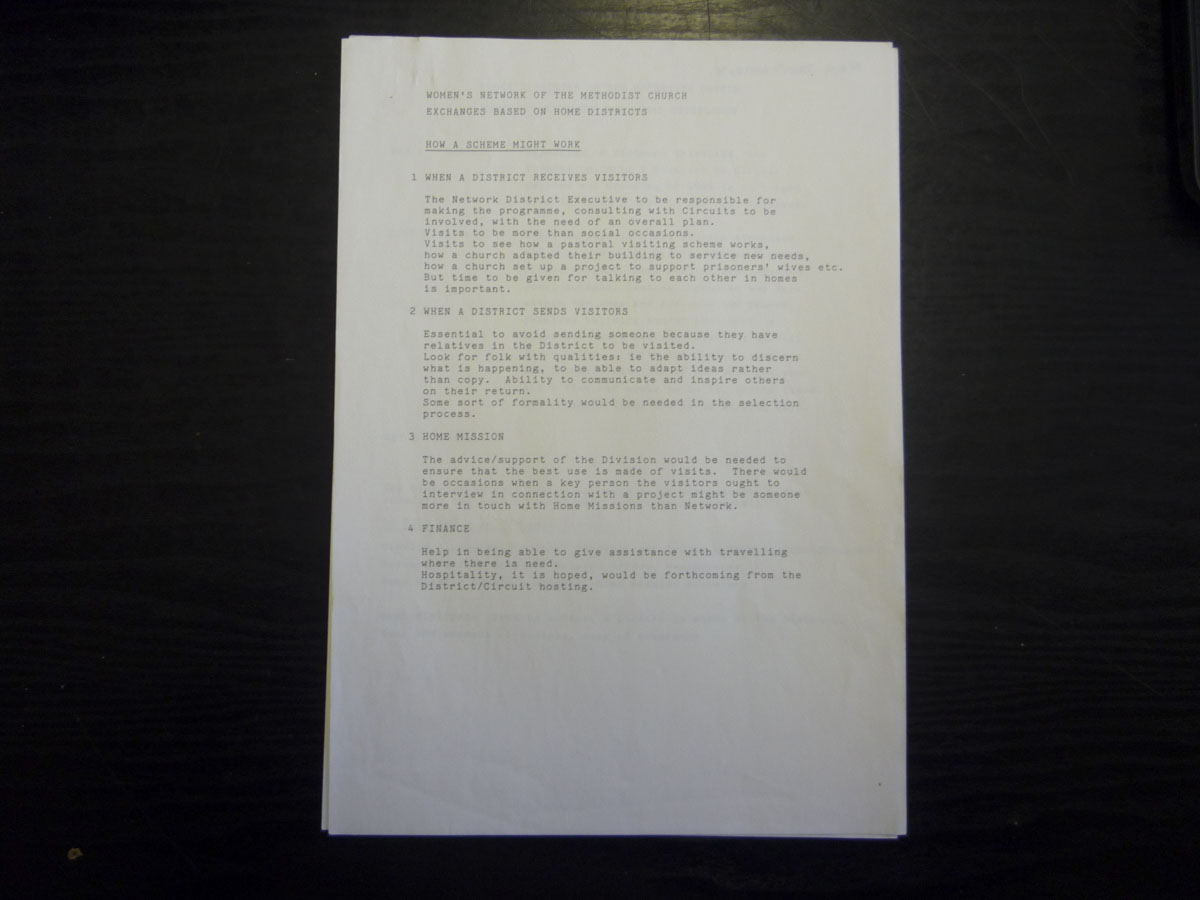 WOMEN'S NETWORK OF THE METHODIST CHURCH
EXCHANGES BASED ON HOME DISTRICTS
HOW A SCHEME MIGHT WORK
1 WHEN A DISTRICT RECEIVES VISITORS
The Network District Executive to be responsible for
making the programme, consulting with Circuits to be
involved, with the need of an overall plan.
Visits to be more than social occasions.
Visits to see how a pastoral visiting scheme works,
how a church adapted their building to service new needs,
how a church set up a project to support prisoners' wives etc.
But time to be given for talking to each other in homes
is important.
2 WHEN A DISTRICT SENDS VISITORS
Essential to avoid sending someone because they have
relatives in the District to be visited.
Look for folk with qualities: ie the ability to discern
what is happening, to be able to adapt ideas rather
than copy. Ability to communicate and inspire others
on their return.
Some sort of formality would be needed in the selection
process.
3 HOME MISSION
The advice/support of the Division would be needed to
ensure that the best use is made of visits. There would
be occasions when a key person the visitors ought to
interview in connection with a project might be someone
more in touch with Home Missions than Network.
4 FINANCE
Help in being able to give assistance with travelling
where there is need.
Hospitality, it is hoped, would be forthcoming from the
District/Circuit hosting.